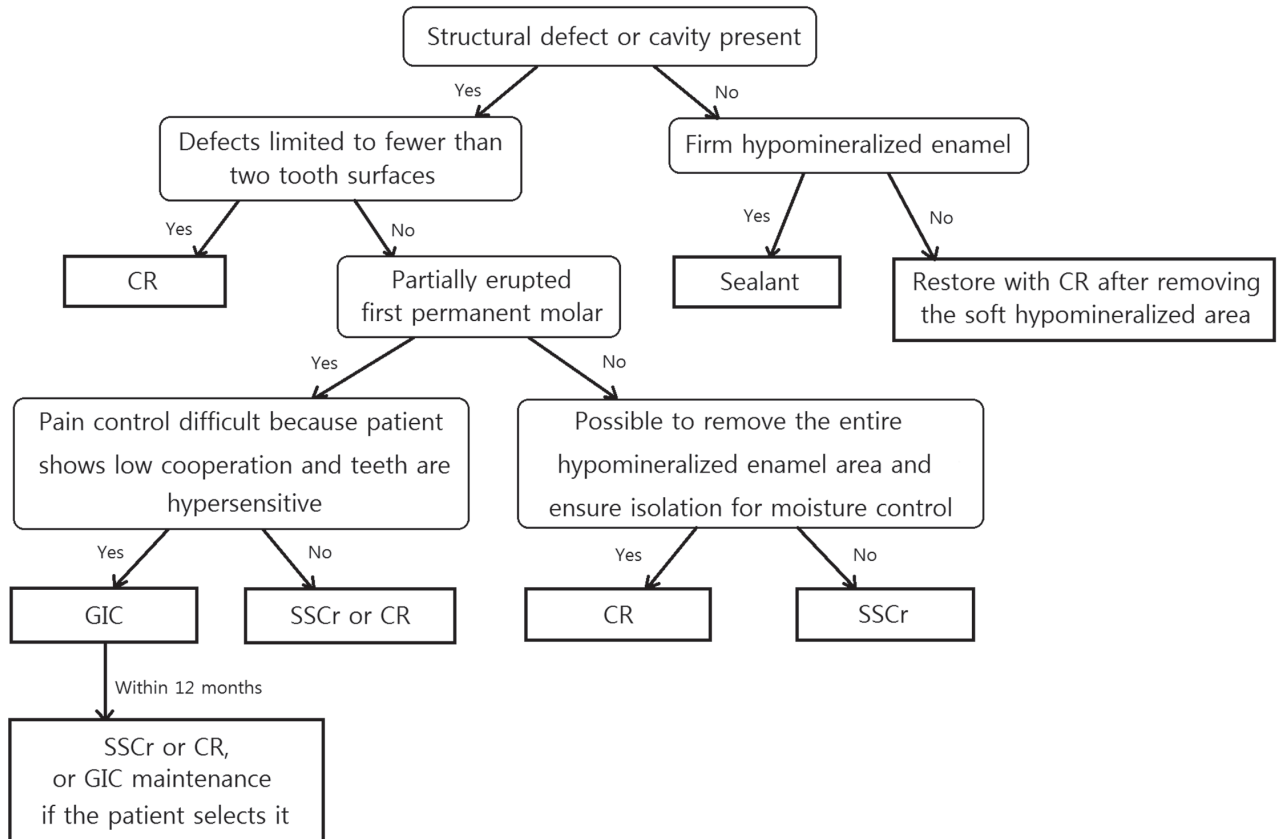 Structural defect or cavity present
Yes
No
Defects limited to fewer than
two tooth surfaces
Firm hypomineralized enamel
Yes
No
Yes
No
CR
Partially erupted
first permanent molar
Sealant
Restore with CR after removing
the soft hypomineralized area
Yes
No
Pain control difficult because patient
shows low cooperation and teeth are
hypersensitive
Possible to remove the entire
hypomineralized enamel area and
ensure isolation for moisture control
Yes
No
Yes
No
GIC
SSCr or CR
CR
SSCr
Within 12 months
SSCr or CR,
or GIC maintenance
if the patient selects it